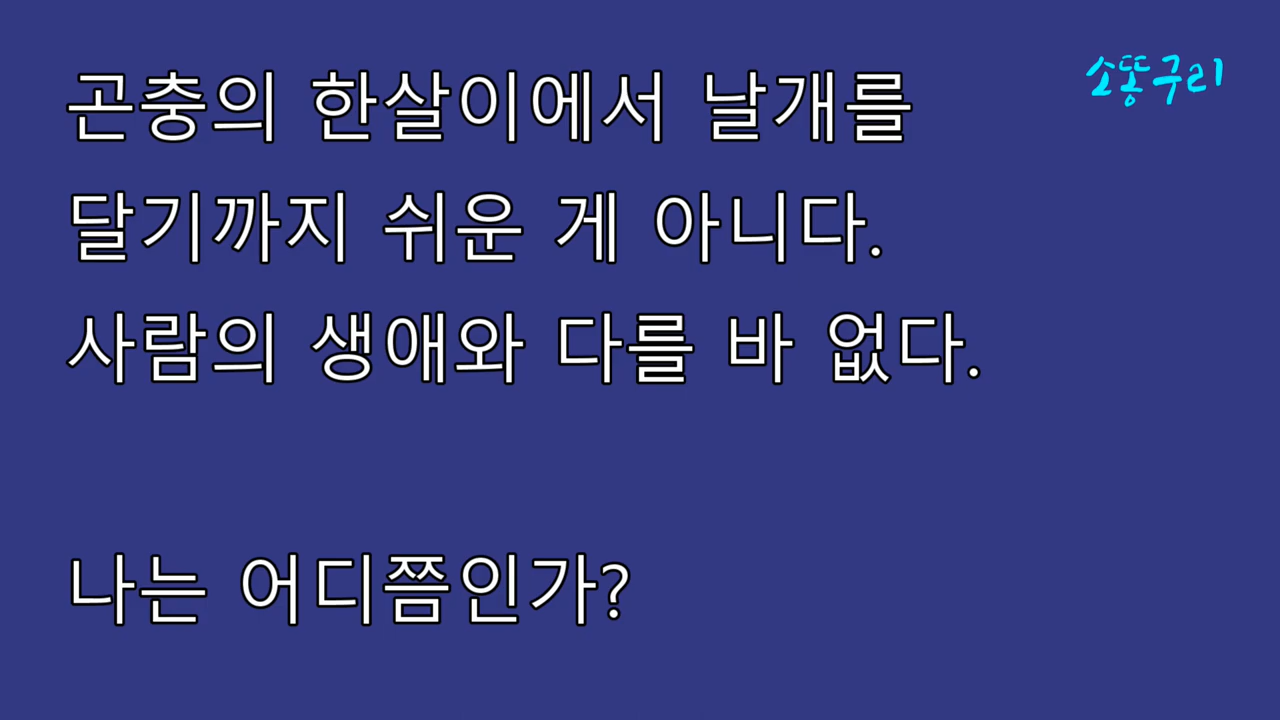 곤충의 한살이에서 날개를
달기까지 쉬운 게 아니다.
사람의 생애와 다를 바 없다.
나는 어디쯤인가?
소똥구리